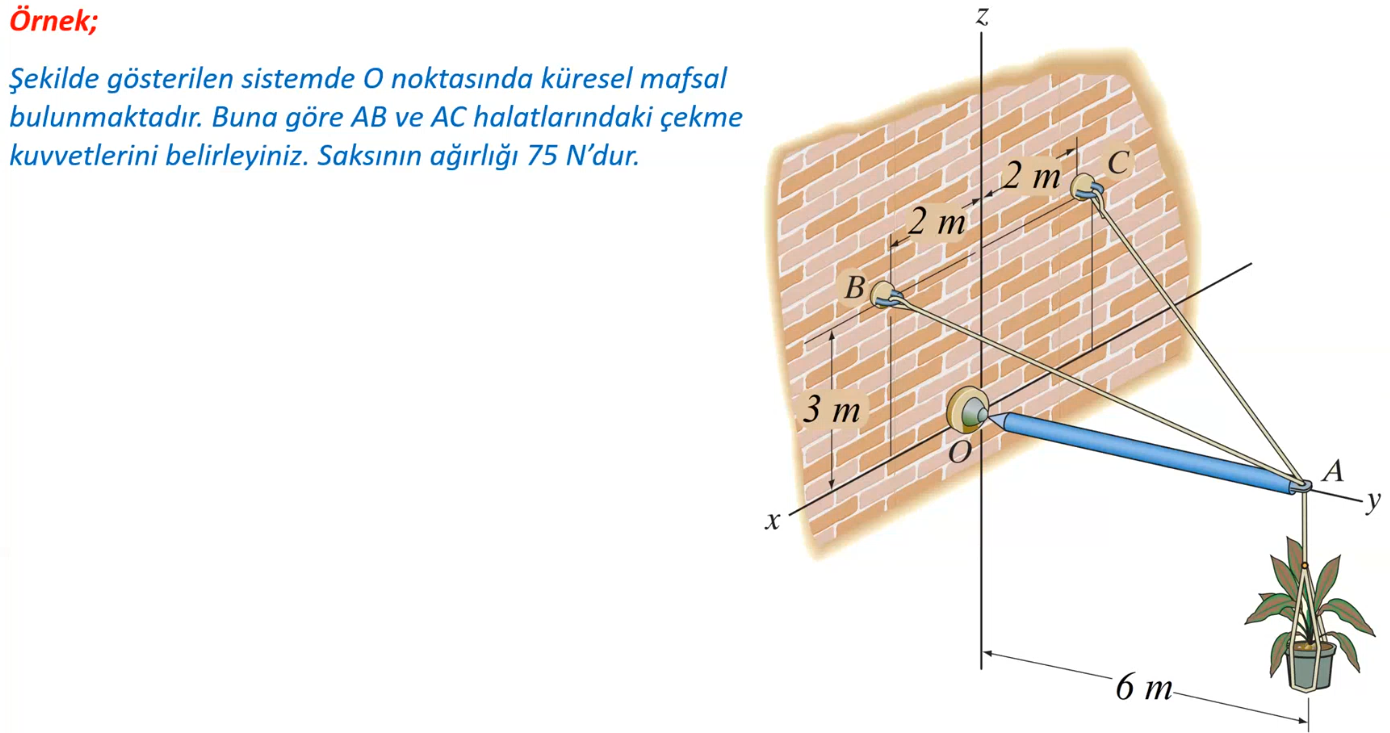 Örnek;
Şekilde gösterilen sistemde O noktasında küresel mafsal
bulunmaktadır. Buna göre AB ve AC halatlarındaki çekme
kuvvetlerini belirleyiniz. Saksının ağırlığı 75 N’dur.
z
2 m
C
2 m
B
3 m
O
A
x
y
6 m